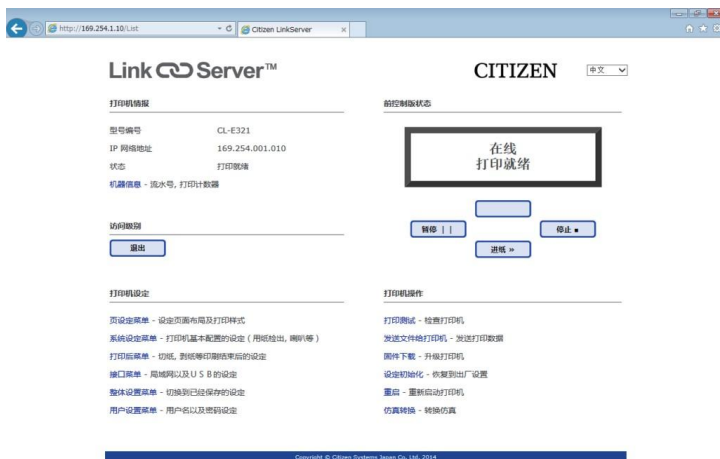 http://169.254.1.10/List
Citizen LinkServer
Link Server™
CITIZEN
中文
打印机情报
型号编号 CL-E321
IP 网络地址 169.254.001.010
状态 打印就绪
机器信息 - 流水号, 打印计数器
访问级别
退出
前控制版状态
在线
打印就绪
暂停 ||
停止 ■
进纸 »
打印机设定
页设定菜单 - 设定页面布局及打印样式
系统设定菜单 - 打印机基本配置的设定 ( 用纸检出, 喇叭等 )
打印后菜单 - 切纸, 剥纸等印刷结束后的设定
接口菜单 - 局域网以及ＵＳＢ的设定
整体设置菜单 - 切换到已经保存的设定
用户设置菜单 - 用户名以及密码设定
打印机操作
打印测试 - 检查打印机
发送文件给打印机 - 发送打印数据
固件下载 - 升级打印机
设定初始化 - 恢复到出厂设置
重启 - 重新启动打印机
仿真转换 - 转换仿真
Copyright © Citizen Systems Japan Co. Ltd. 2014